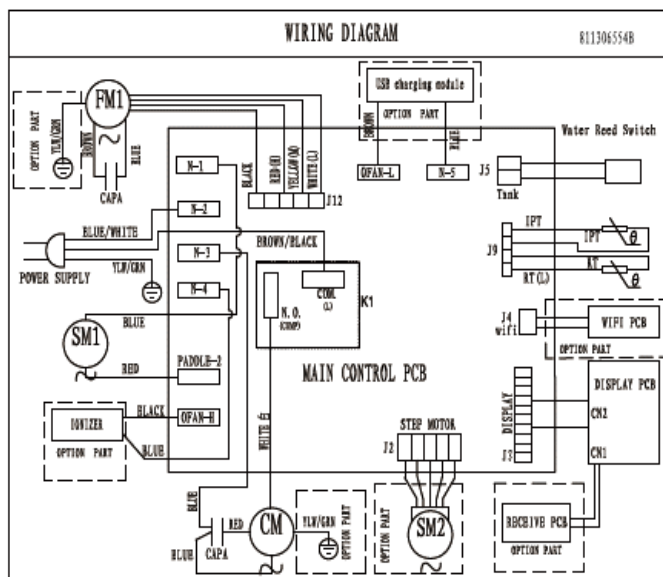 WIRING DIAGRAM
811306554B
FM1
OPTION PART
YLN/GRN
BROWN
BLUE
CAPA
USB charging module
OPTION PART
BROWN
BLUE
Water Reed Switch
BLACK
RED(H)
YELLOW(M)
WHITE(L)
J12
N-1
OFAN-L
N-5
J5
Tank
N-2
BLUE/WHITE
POWER SUPPLY
YLN/GRN
N-3
BROWN/BLACK
IPT
IPT
θ
J9
RT
RT(L)
θ
N-4
COM.
(L)
K1
N.O.
(COMP)
SM1
BLUE
RED
PADDLE-2
J4
wifi
WIFI PCB
OPTION PART
MAIN CONTROL PCB
DISPLAY PCB
CN2
CN1
IONIZER
OPTION PART
BLACK
BLUE
OFAN-H
WHITE
STEP MOTOR
J2
DISPLAY
J3
BLUE
BLUE
RED
CAPA
CM
YLN/GRN
OPTION PART
OPTION PART
SM2
RECEIVE PCB
OPTION PART